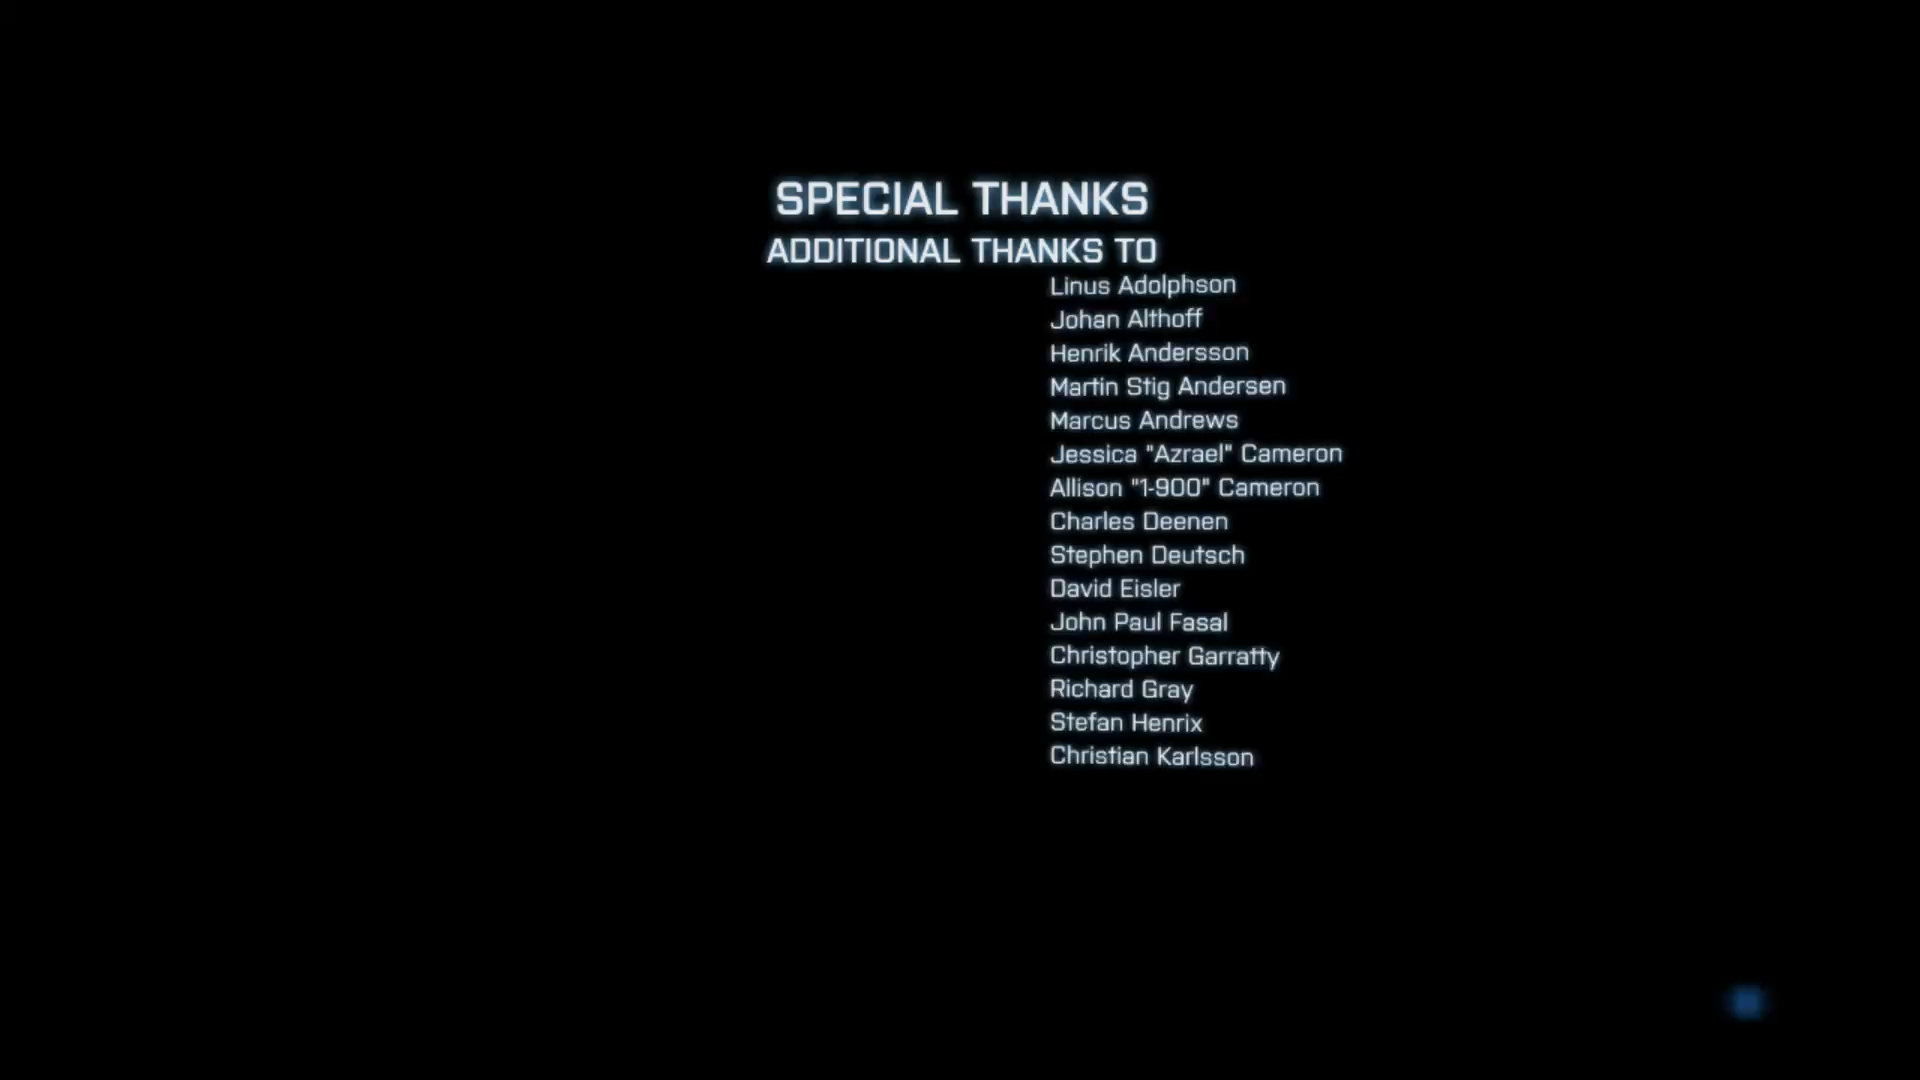 SPECIAL THANKS
ADDITIONAL THANKS TO
Linus Adolphson
Johan Althoff
Henrik Andersson
Martin Stig Andersen
Marcus Andrews
Jessica "Azrael" Cameron
Allison "1-900" Cameron
Charles Deenen
Stephen Deutsch
David Eisler
John Paul Fasal
Christopher Garratty
Richard Gray
Stefan Henrix
Christian Karlsson